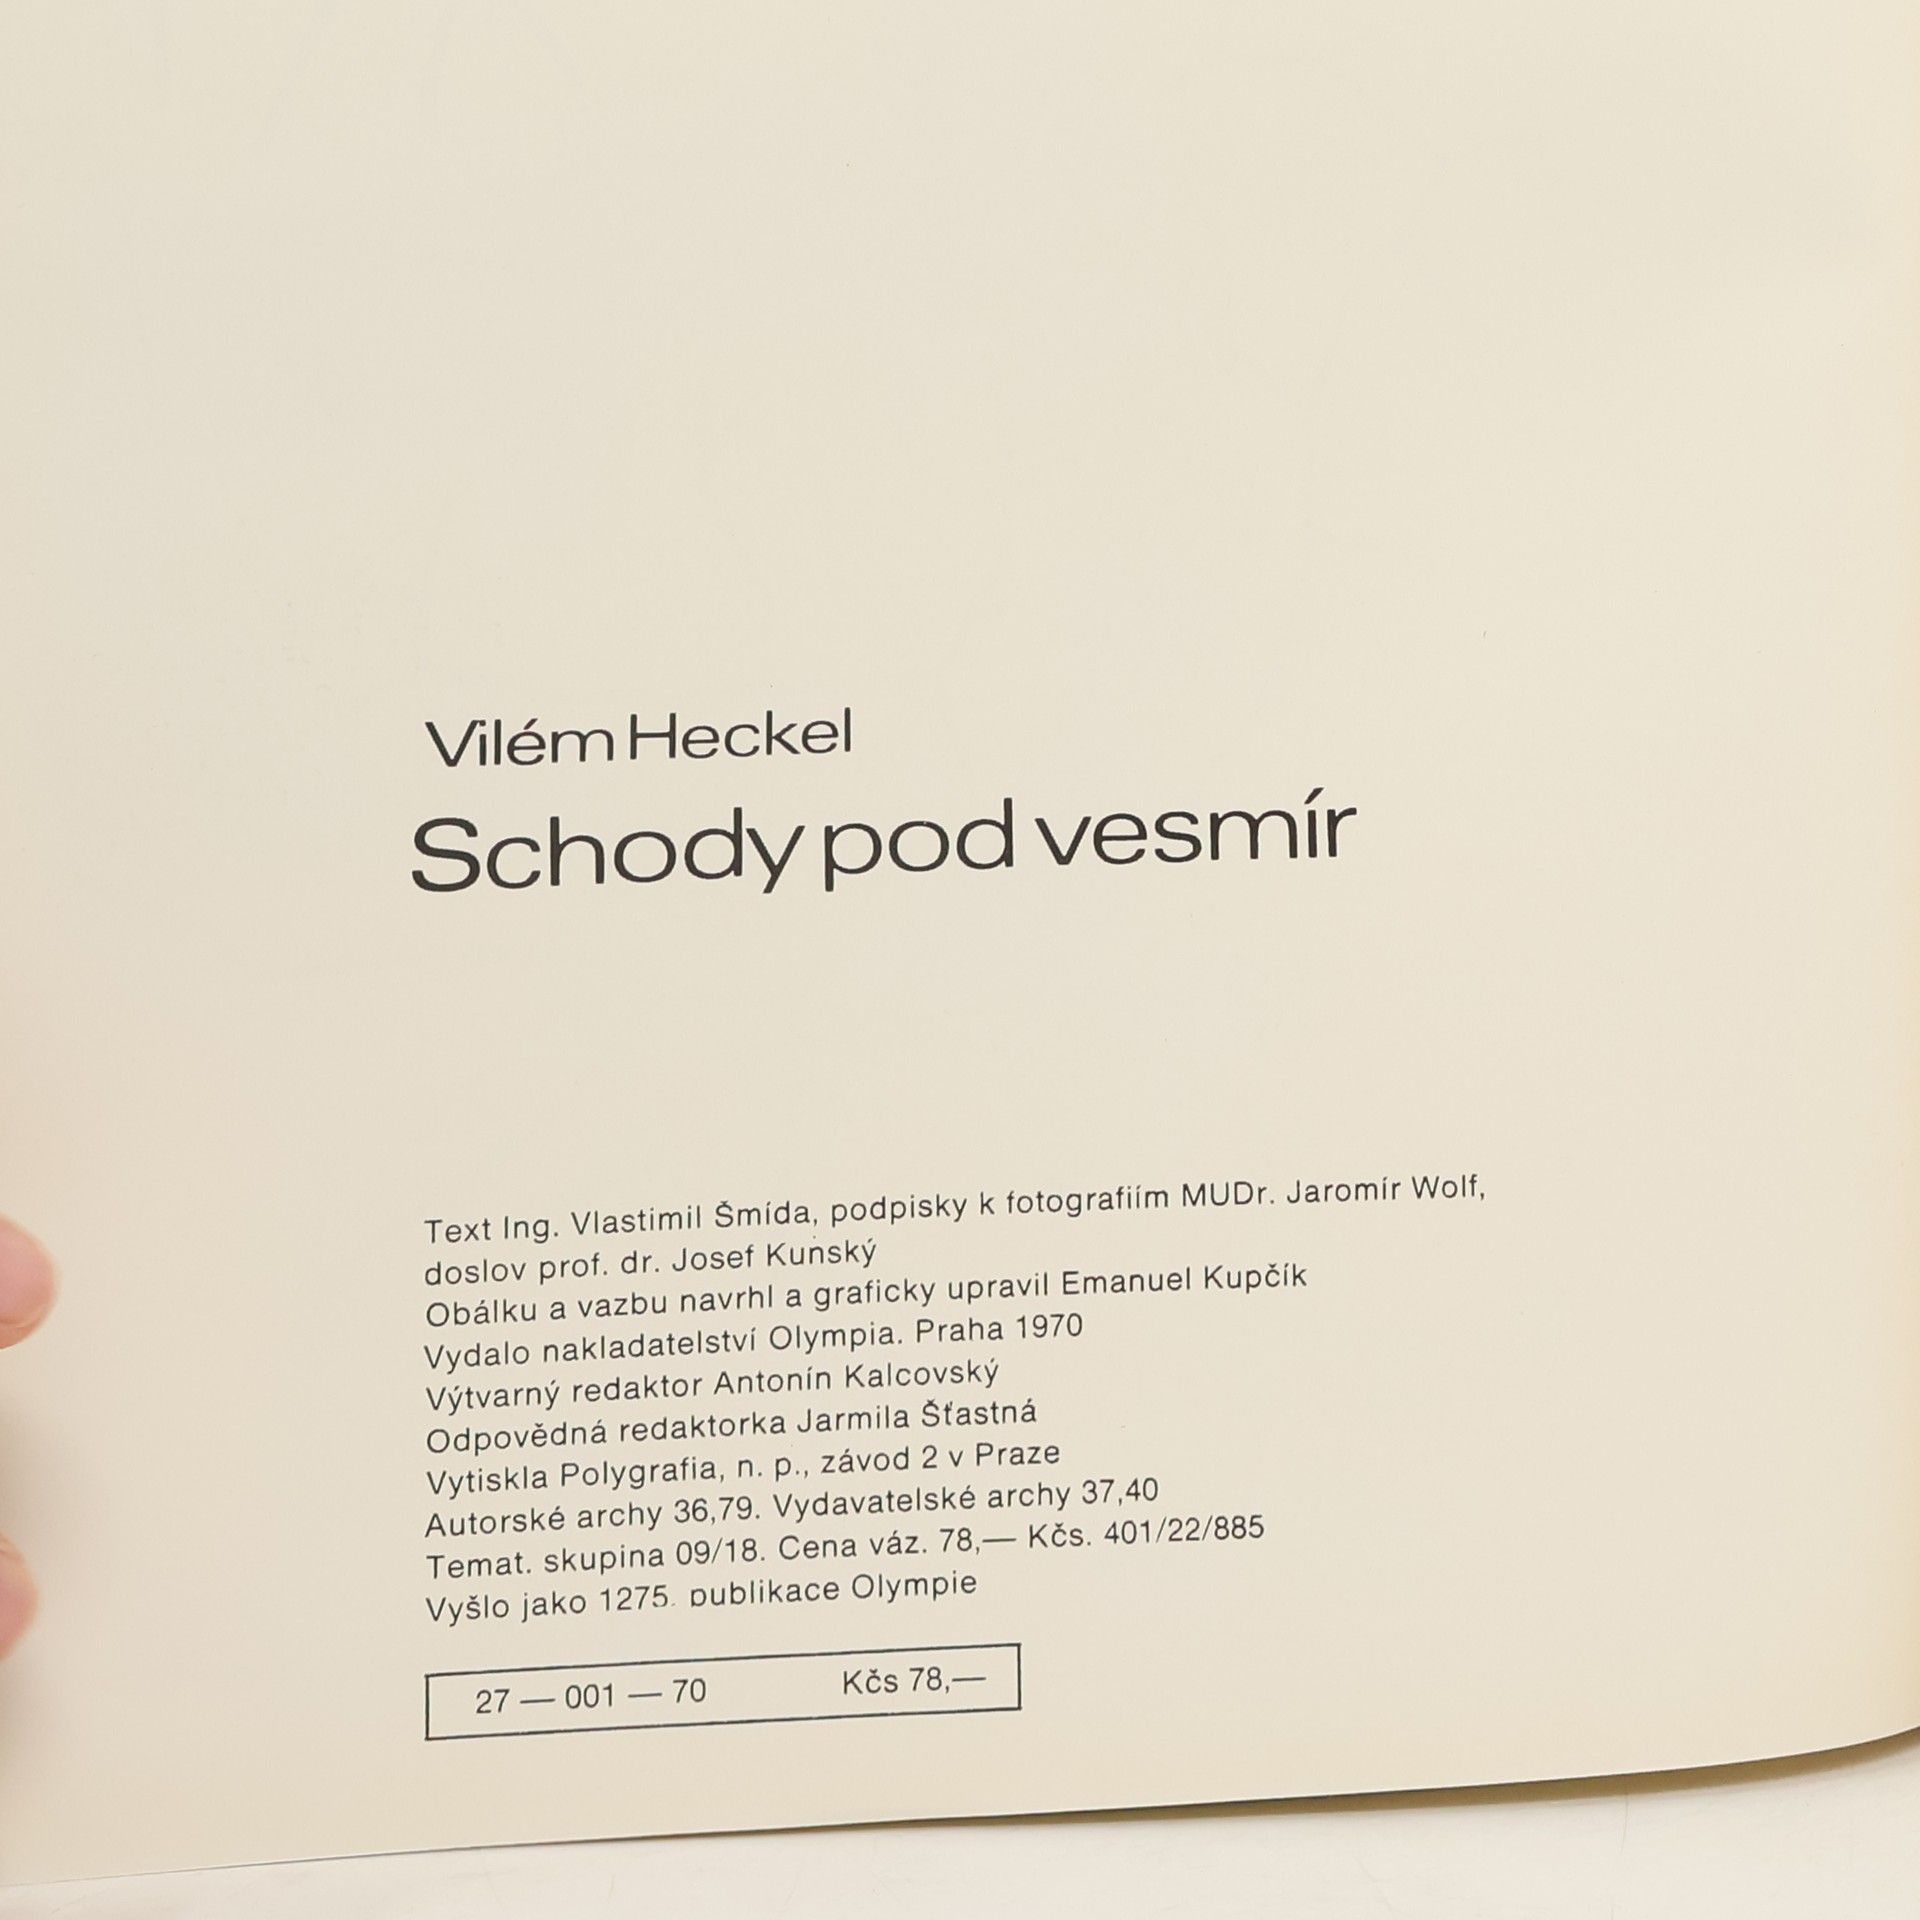 Vilém Heckel
Schody pod vesmír
Text Ing. Vlastimil Šmída, podpisky k fotografiím MUDr. Jaromír Wolf,
doslov prof. dr. Josef Kunský
Obálku a vazbu navrhl a graficky upravil Emanuel Kupčík
Vydalo nakladatelství Olympia. Praha 1970
Výtvarný redaktor Antonín Kalcovský
Odpovědná redaktorka Jarmila Šťastná
Vytiskla Polygrafia, n. p., závod 2 v Praze
Autorské archy 36,79. Vydavatelské archy 37,40
Temat. skupina 09/18. Cena váz. 78,— Kčs. 401/22/885
Vyšlo jako 1275. publikace Olympie
27 — 001 — 70 Kčs 78,—